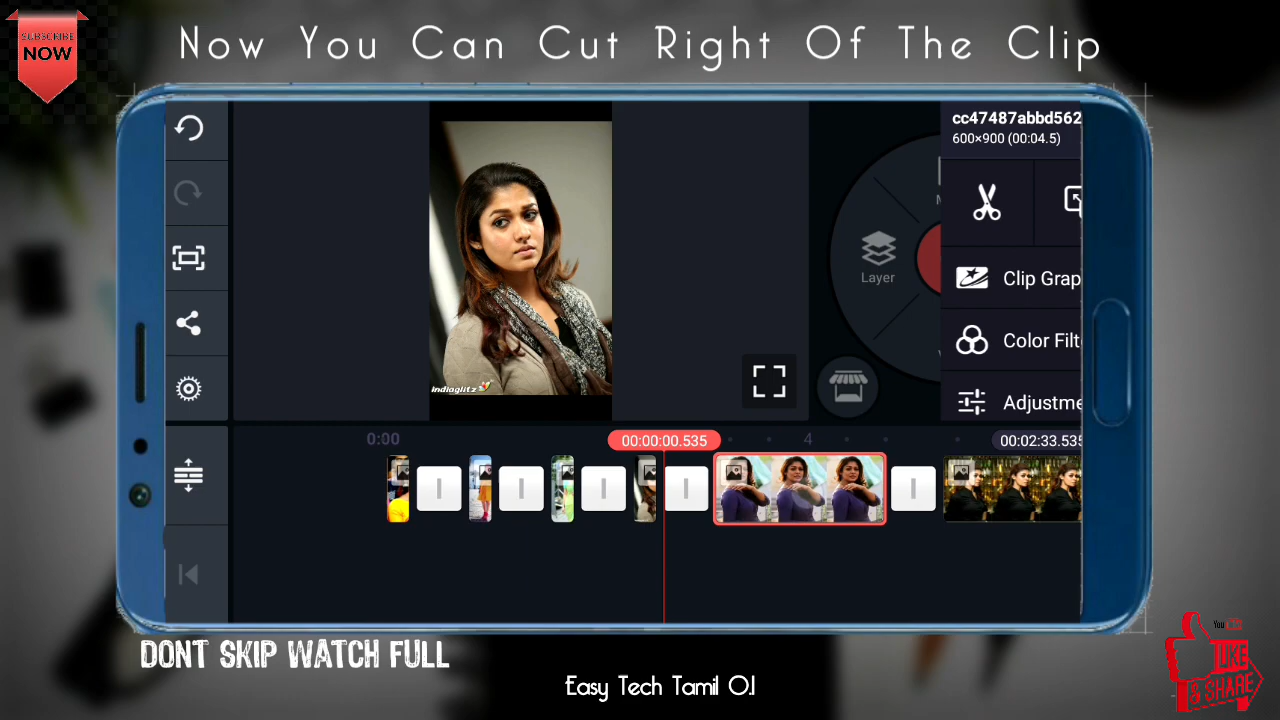 SUBSCRIBE
NOW
Now You Can Cut Right Of The Clip
cc47487abbd562
600×900 (00:04.5)
Layer
Clip Grap
Color Filt
Adjustme
indiaglitz
0:00
00:00:00.535
4
00:02:33.535
DONT SKIP WATCH FULL
Easy Tech Tamil O.1
LIKE
& SHARE